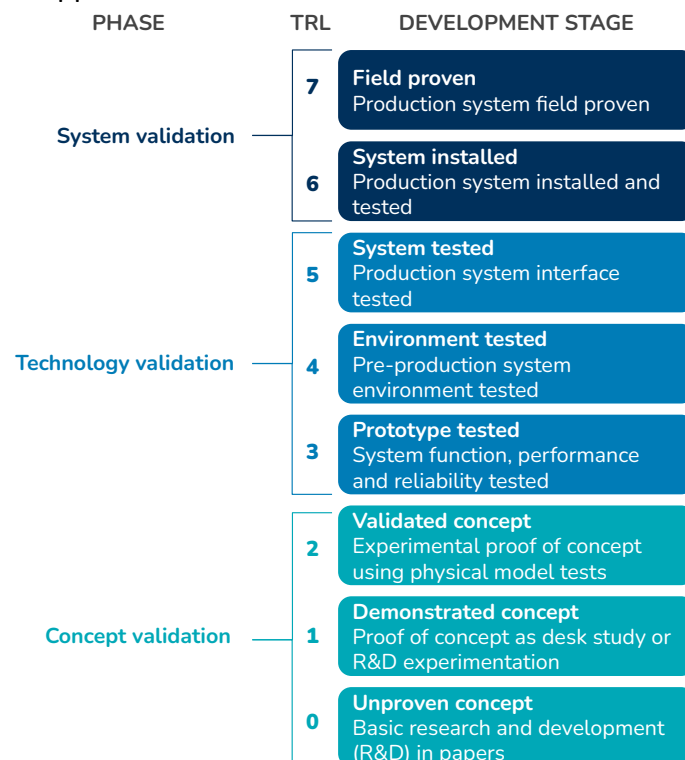 PHASE TRL DEVELOPMENT STAGE
System validation
7
Field proven
Production system field proven
6
System installed
Production system installed and
tested
Technology validation
5
System tested
Production system interface
tested
4
Environment tested
Pre-production system
environment tested
3
Prototype tested
System function, performance
and reliability tested
Concept validation
2
Validated concept
Experimental proof of concept
using physical model tests
1
Demonstrated concept
Proof of concept as desk study or
R&D experimentation
0
Unproven concept
Basic research and development
(R&D) in papers